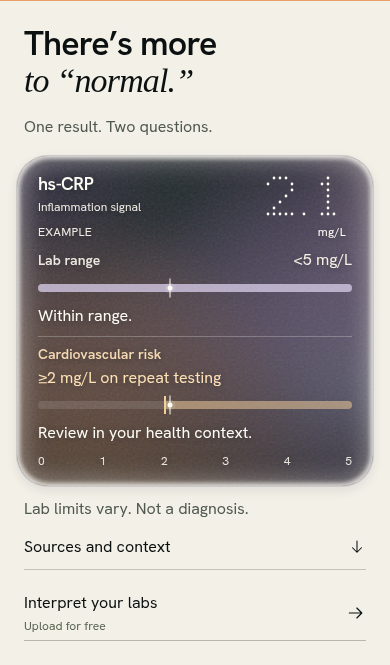 There’s more
to “normal.”
One result. Two questions.
hs-CRP
2.1
Inflammation signal
EXAMPLE
mg/L
Lab range
<5 mg/L
Within range.
Cardiovascular risk
≥2 mg/L on repeat testing
Review in your health context.
0 1 2 3 4 5
Lab limits vary. Not a diagnosis.
Sources and context
Interpret your labs
Upload for free